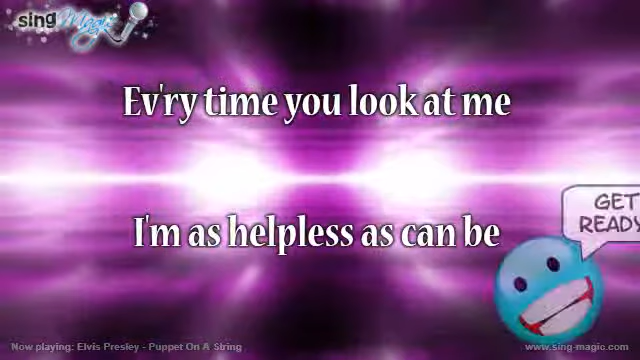 sing
Magic
Ev'ry time you look at me
I'm as helpless as can be
GET
READY
Now playing: Elvis Presley - Puppet On A String
www.sing-magic.com